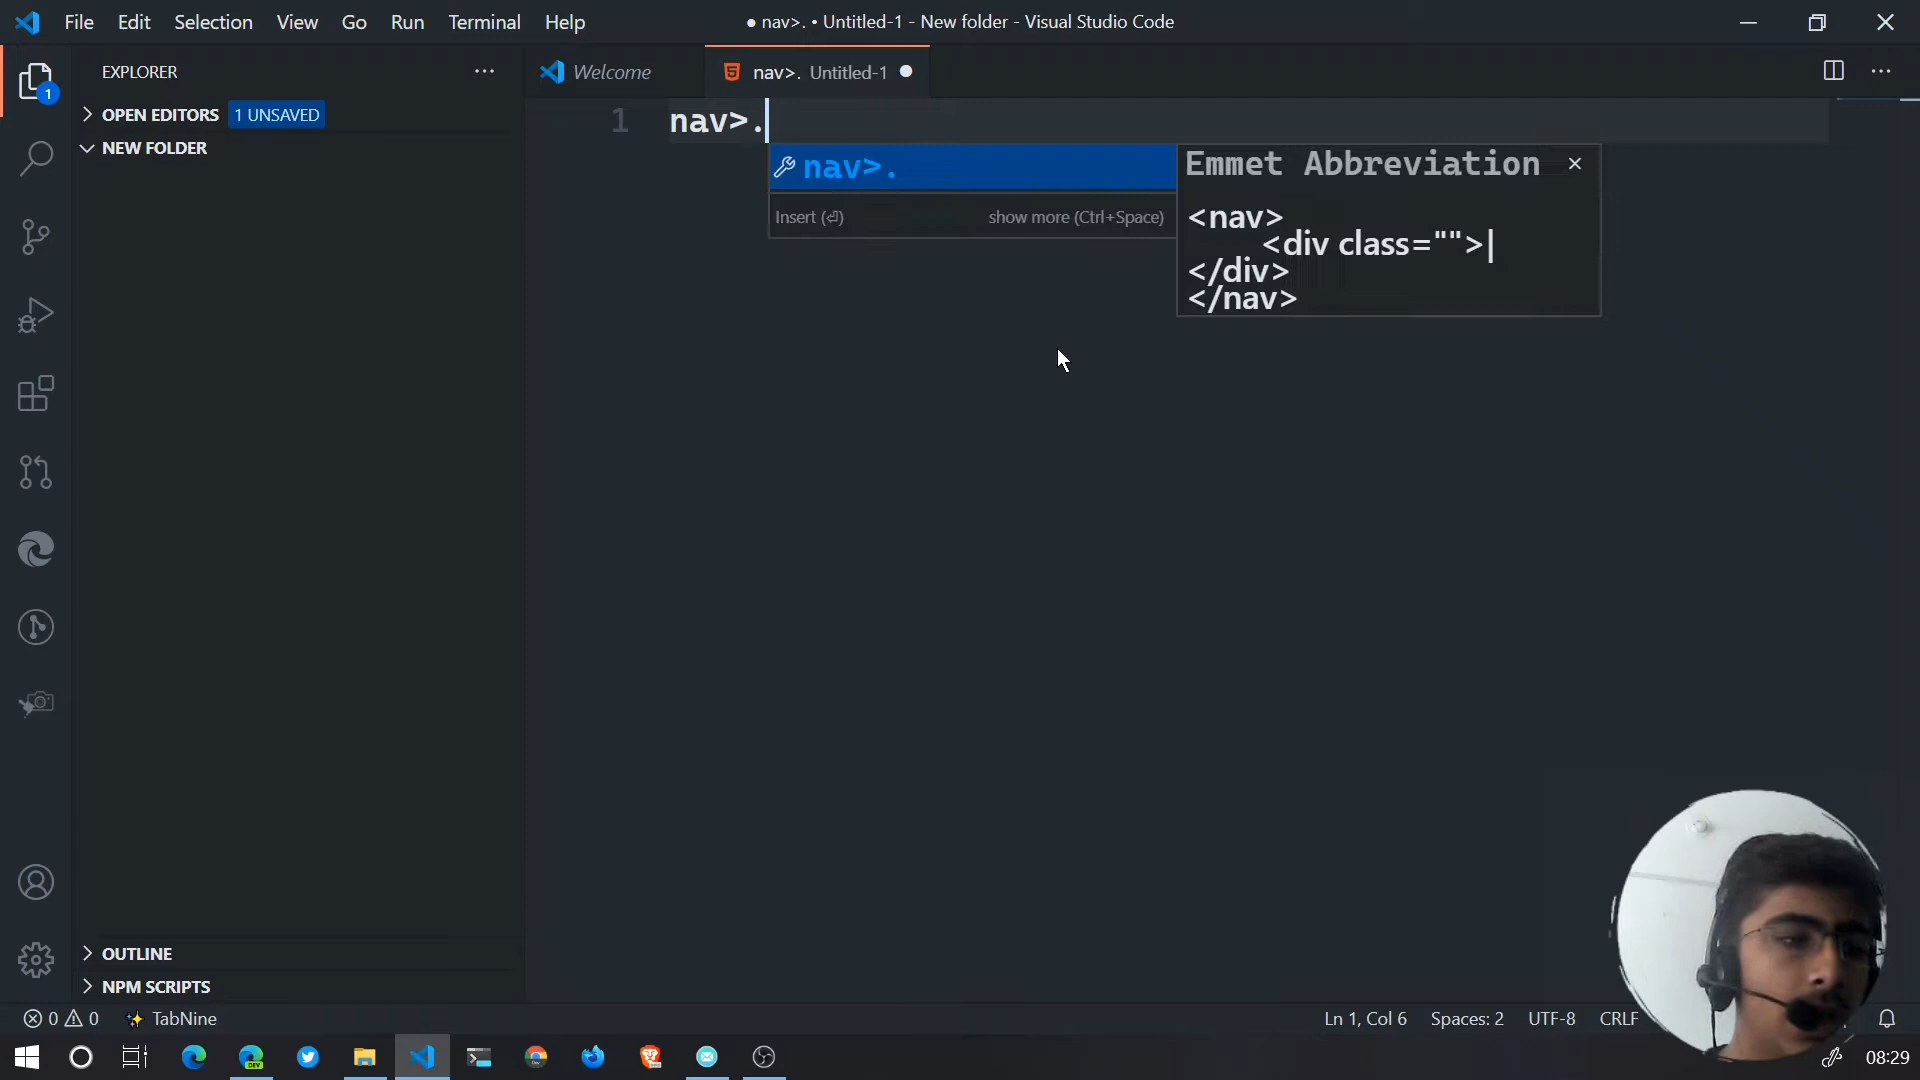 File Edit Selection View Go Run Terminal Help
● nav>. • Untitled-1 - New folder - Visual Studio Code
EXPLORER
Welcome
nav>. Untitled-1
1
OPEN EDITORS 1 UNSAVED
NEW FOLDER
1 nav>.
nav>.
Insert (⏎) show more (Ctrl+Space)
Emmet Abbreviation
<nav>
<div class="">|
</div>
</nav>
OUTLINE
NPM SCRIPTS
0 0 TabNine
Ln 1, Col 6 Spaces: 2 UTF-8 CRLF
DEV
Dev
08:29